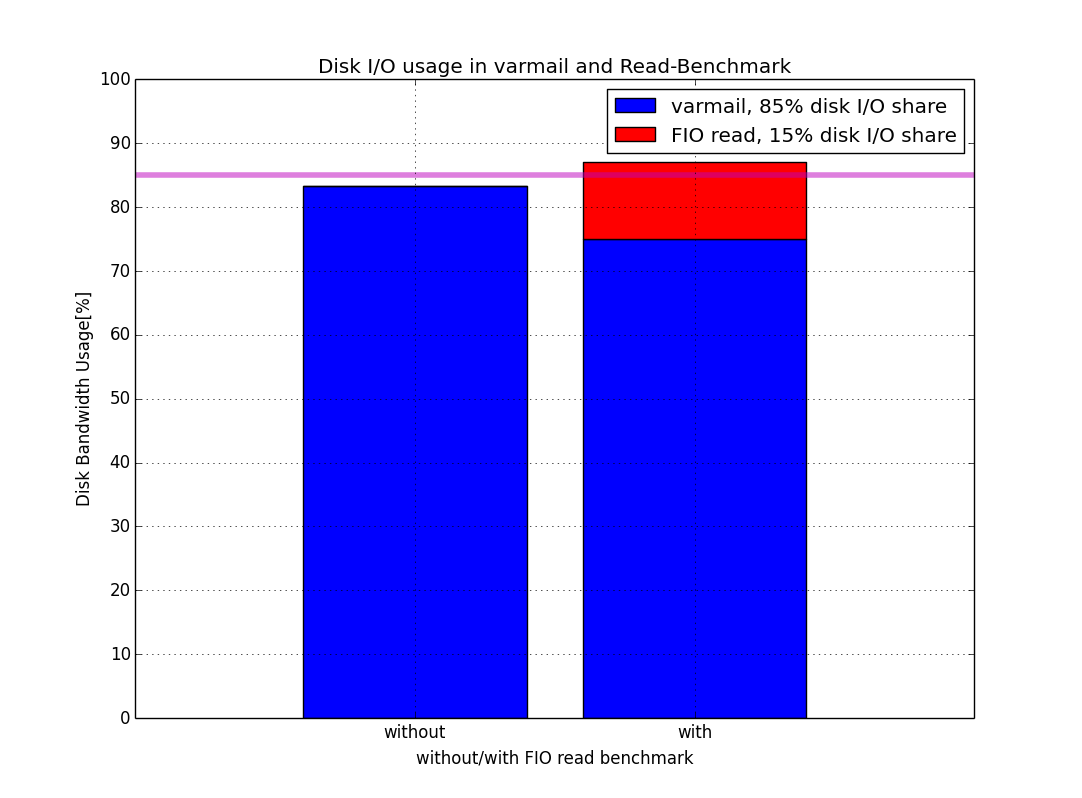 Disk I/O usage in varmail and Read-Benchmark
100
90
80
70
60
50
40
30
20
10
0
Disk Bandwidth Usage[%]
varmail, 85% disk I/O share
FIO read, 15% disk I/O share
without
with
without/with FIO read benchmark